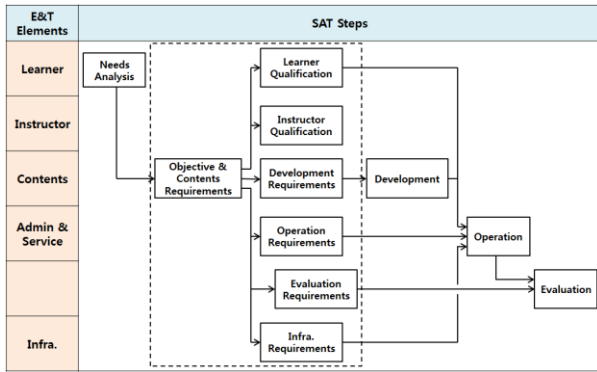 E&T
Elements
SAT Steps
Learner
Needs
Analysis
Learner
Qualification
Instructor
Instructor
Qualification
Contents
Objective &
Contents
Requirements
Development
Requirements
Development
Admin &
Service
Operation
Requirements
Operation
Evaluation
Requirements
Evaluation
Infra.
Infra.
Requirements